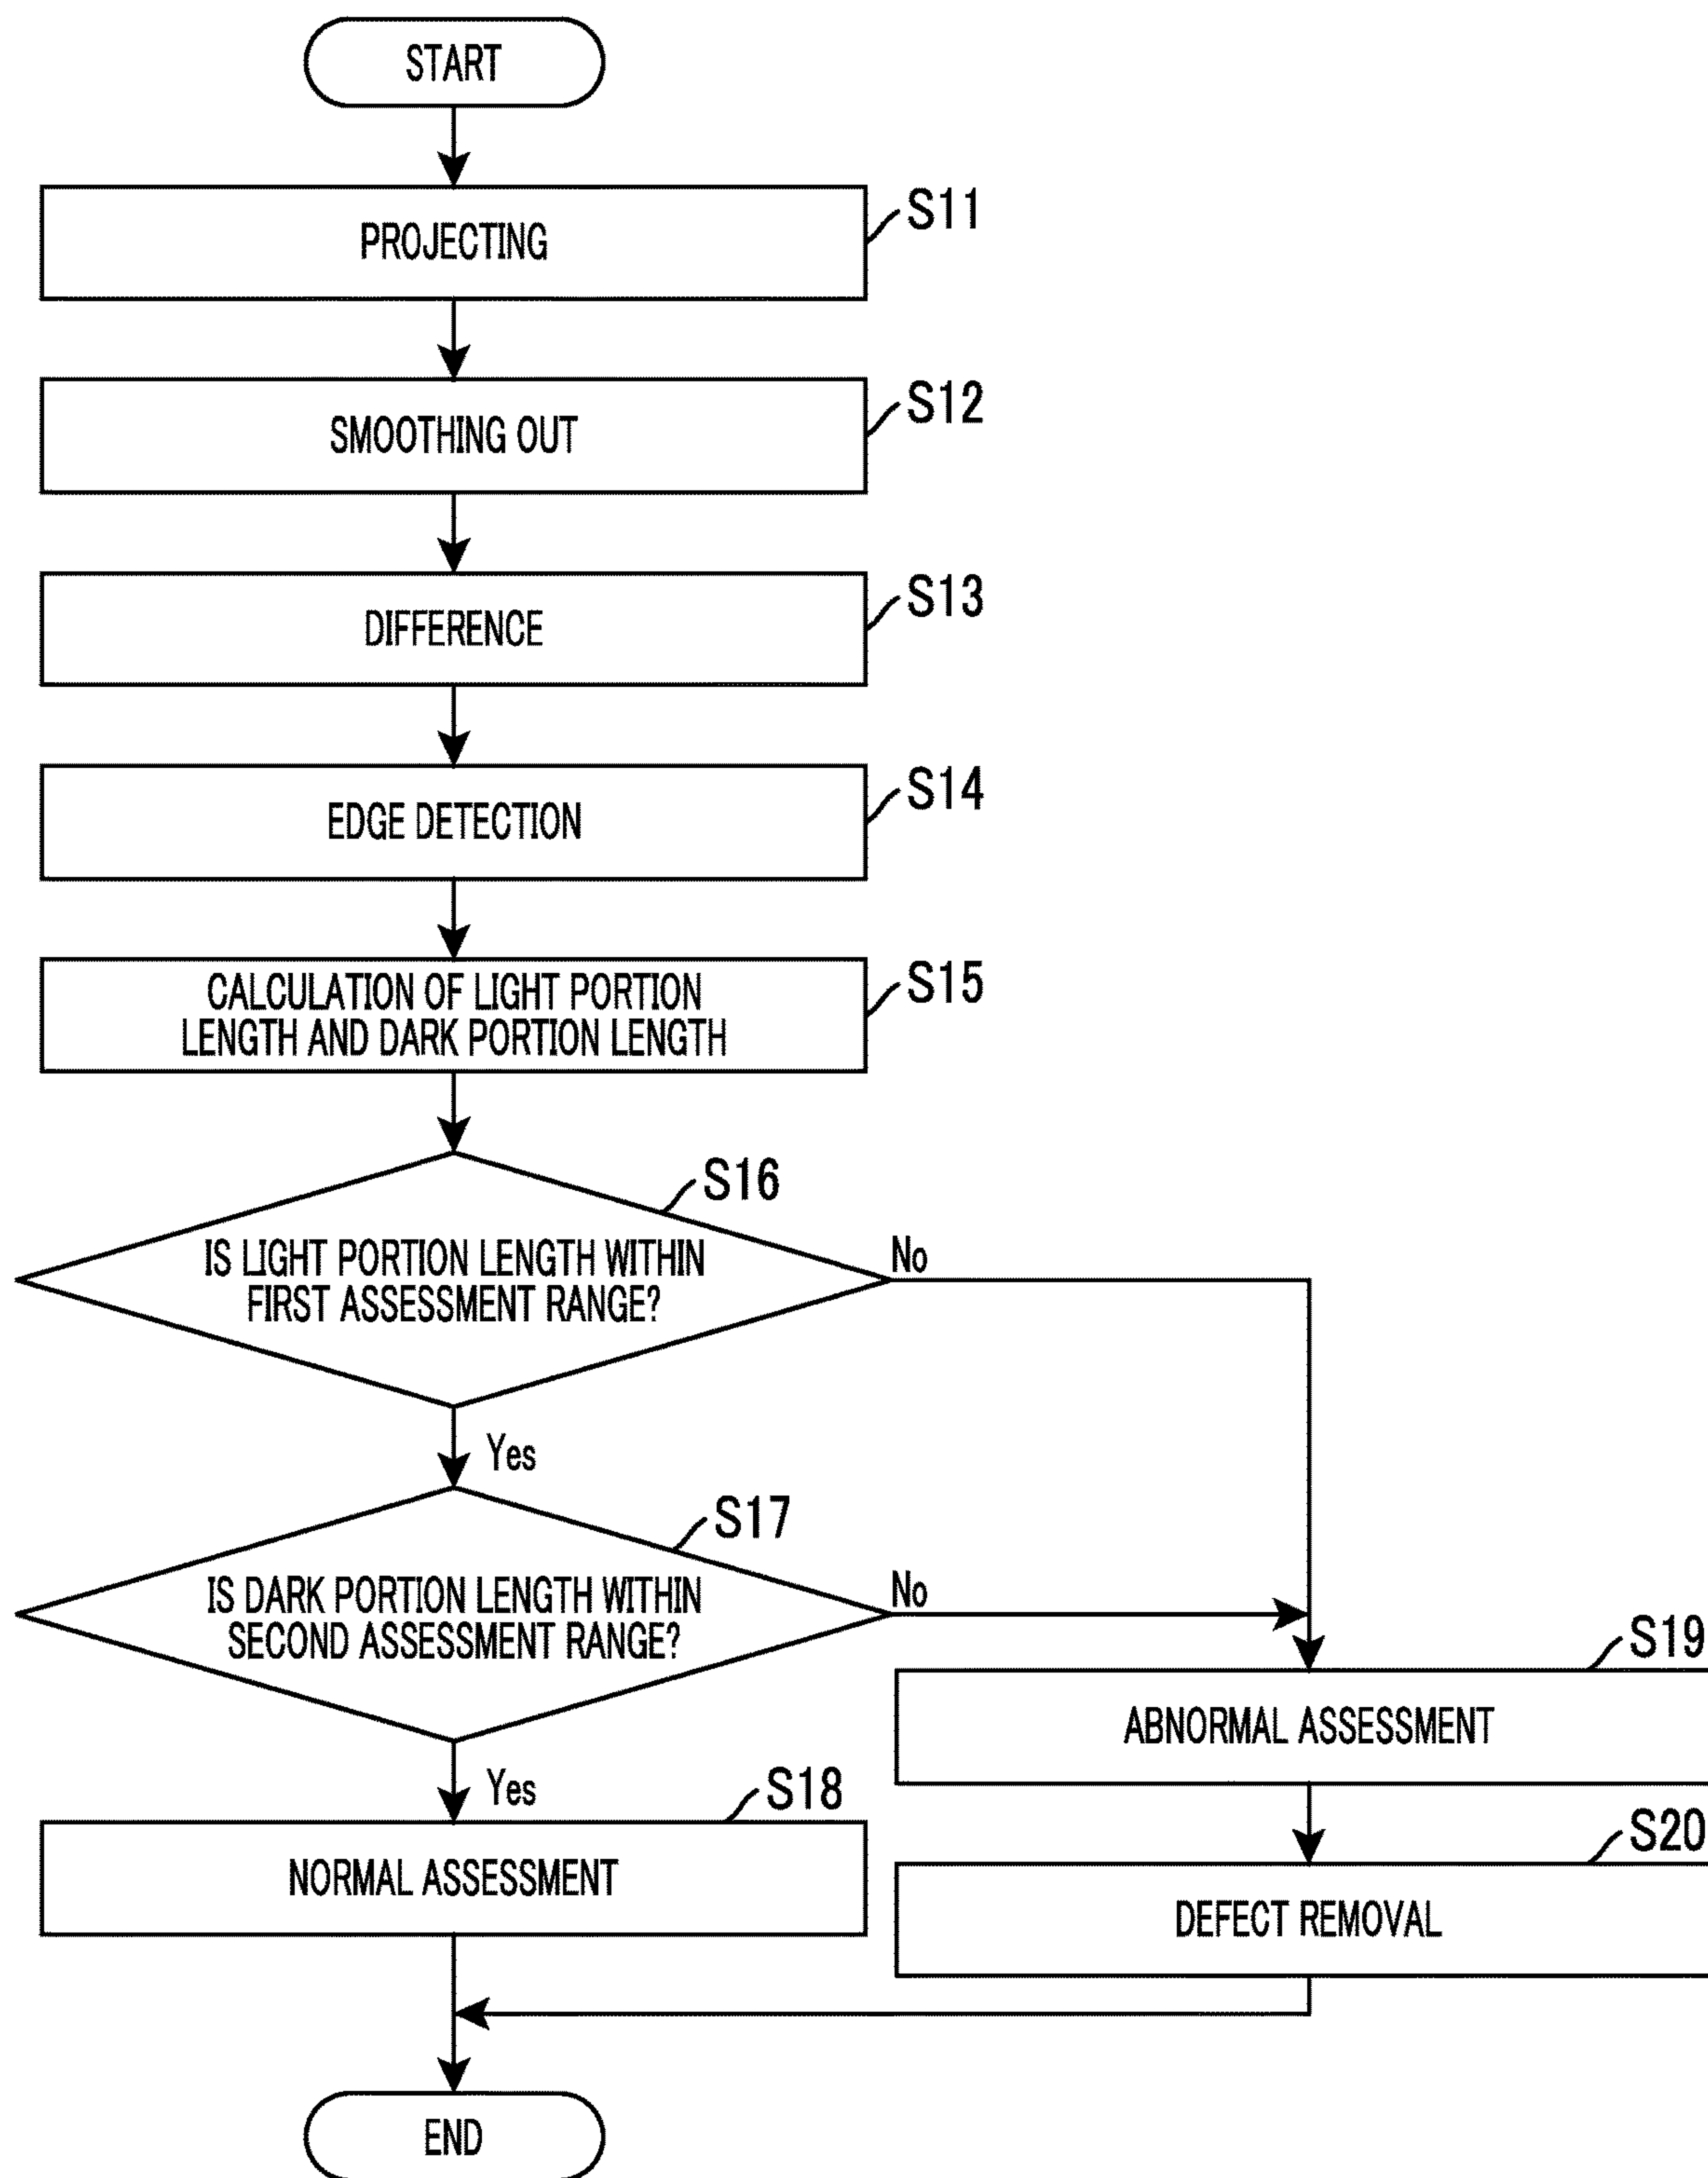 START
PROJECTING
S11
SMOOTHING OUT
S12
DIFFERENCE
S13
EDGE DETECTION
S14
CALCULATION OF LIGHT PORTION
LENGTH AND DARK PORTION LENGTH
S15
S16
IS LIGHT PORTION LENGTH WITHIN
FIRST ASSESSMENT RANGE?
No
Yes
S17
IS DARK PORTION LENGTH WITHIN
SECOND ASSESSMENT RANGE?
No
Yes
S19
ABNORMAL ASSESSMENT
S18
NORMAL ASSESSMENT
S20
DEFECT REMOVAL
END